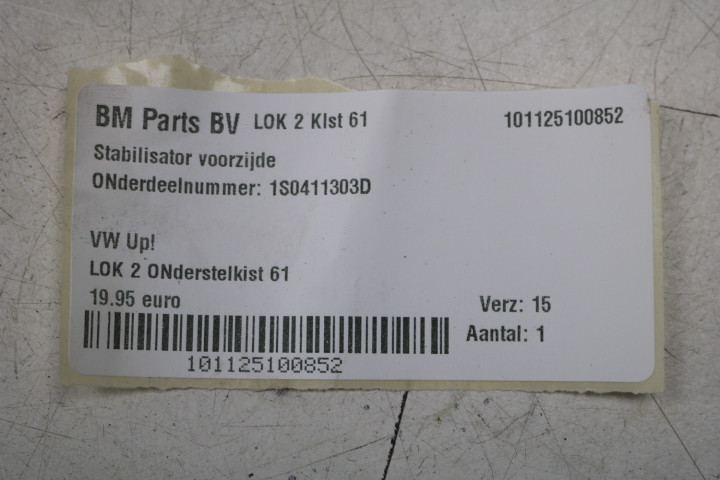 BM Parts BV LOK 2 Klst 61 101125100852
Stabilisator voorzijde
ONderdeelnummer: 1S0411303D
VW Up!
LOK 2 ONderstelkist 61
19.95 euro Verz: 15
Aantal: 1
101125100852